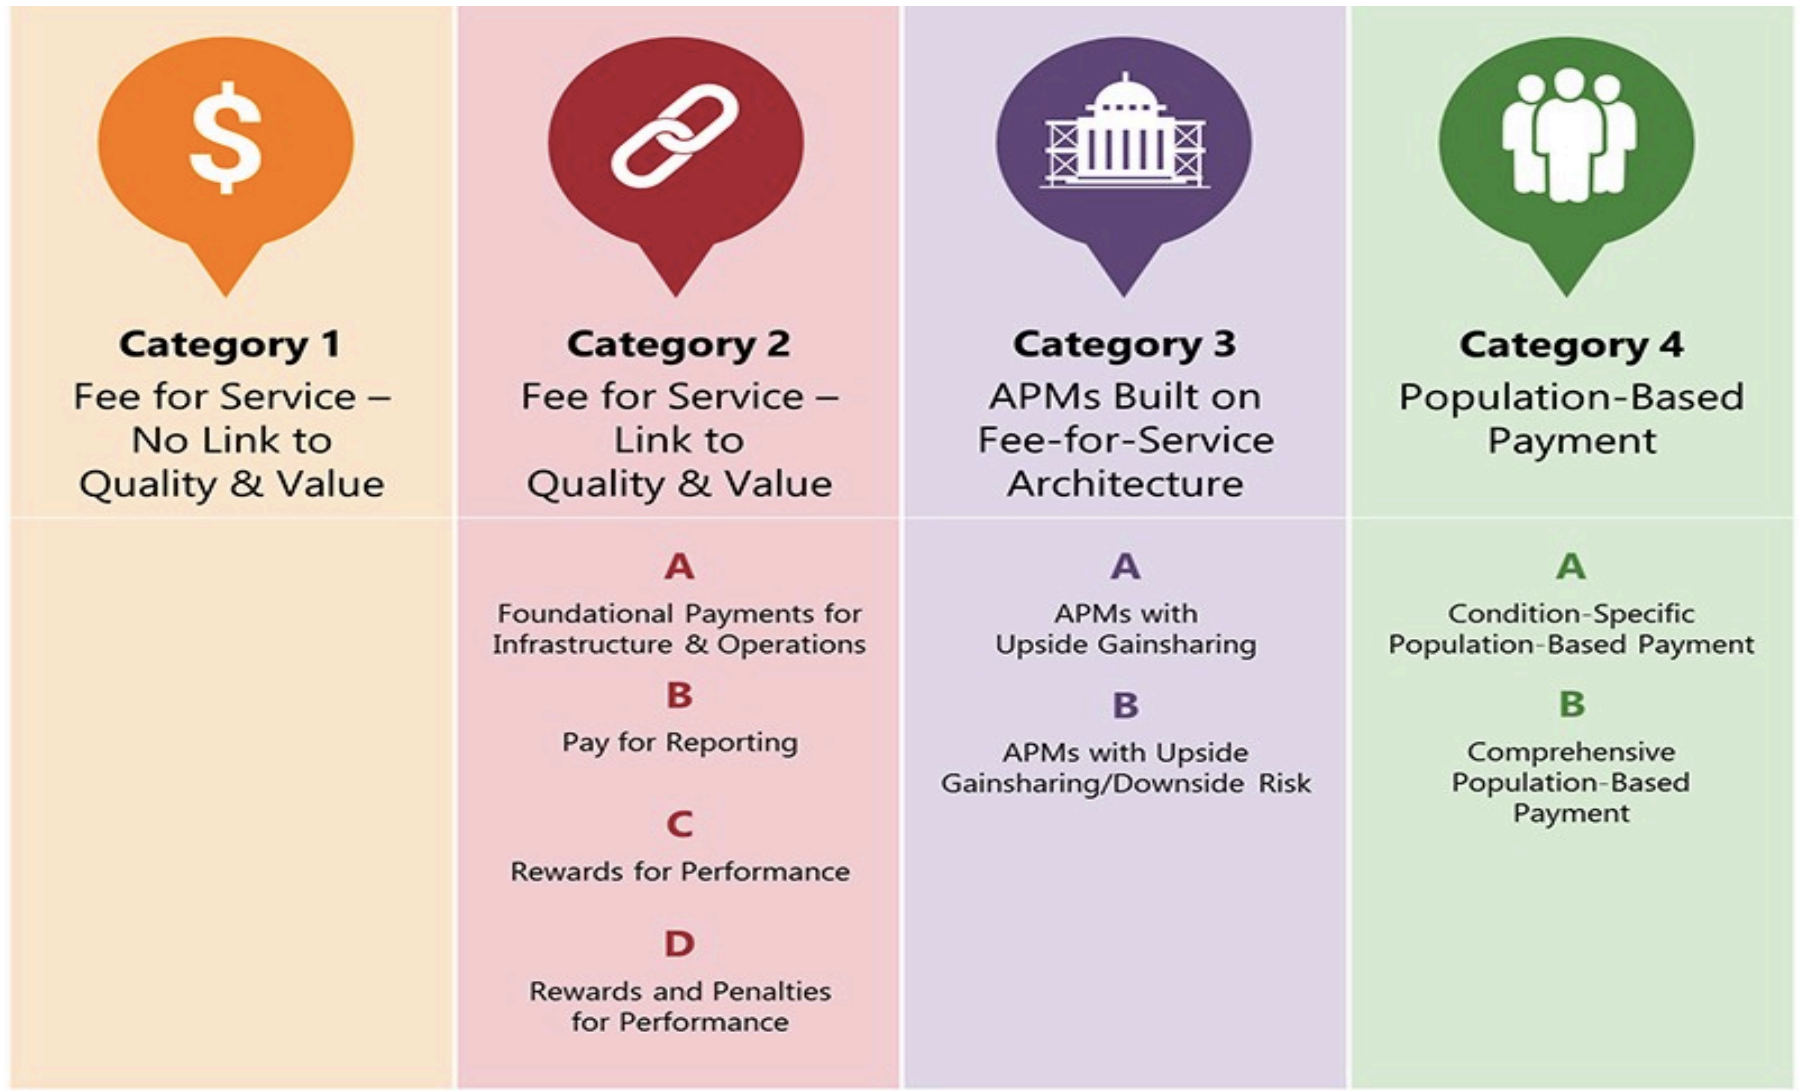 $
Category 1
Fee for Service –
No Link to
Quality & Value
Category 2
Fee for Service –
Link to
Quality & Value
A
Foundational Payments for
Infrastructure & Operations
B
Pay for Reporting
C
Rewards for Performance
D
Rewards and Penalties
for Performance
Category 3
APMs Built on
Fee-for-Service
Architecture
A
APMs with
Upside Gainsharing
B
APMs with Upside
Gainsharing/Downside Risk
Category 4
Population-Based
Payment
A
Condition-Specific
Population-Based Payment
B
Comprehensive
Population-Based
Payment